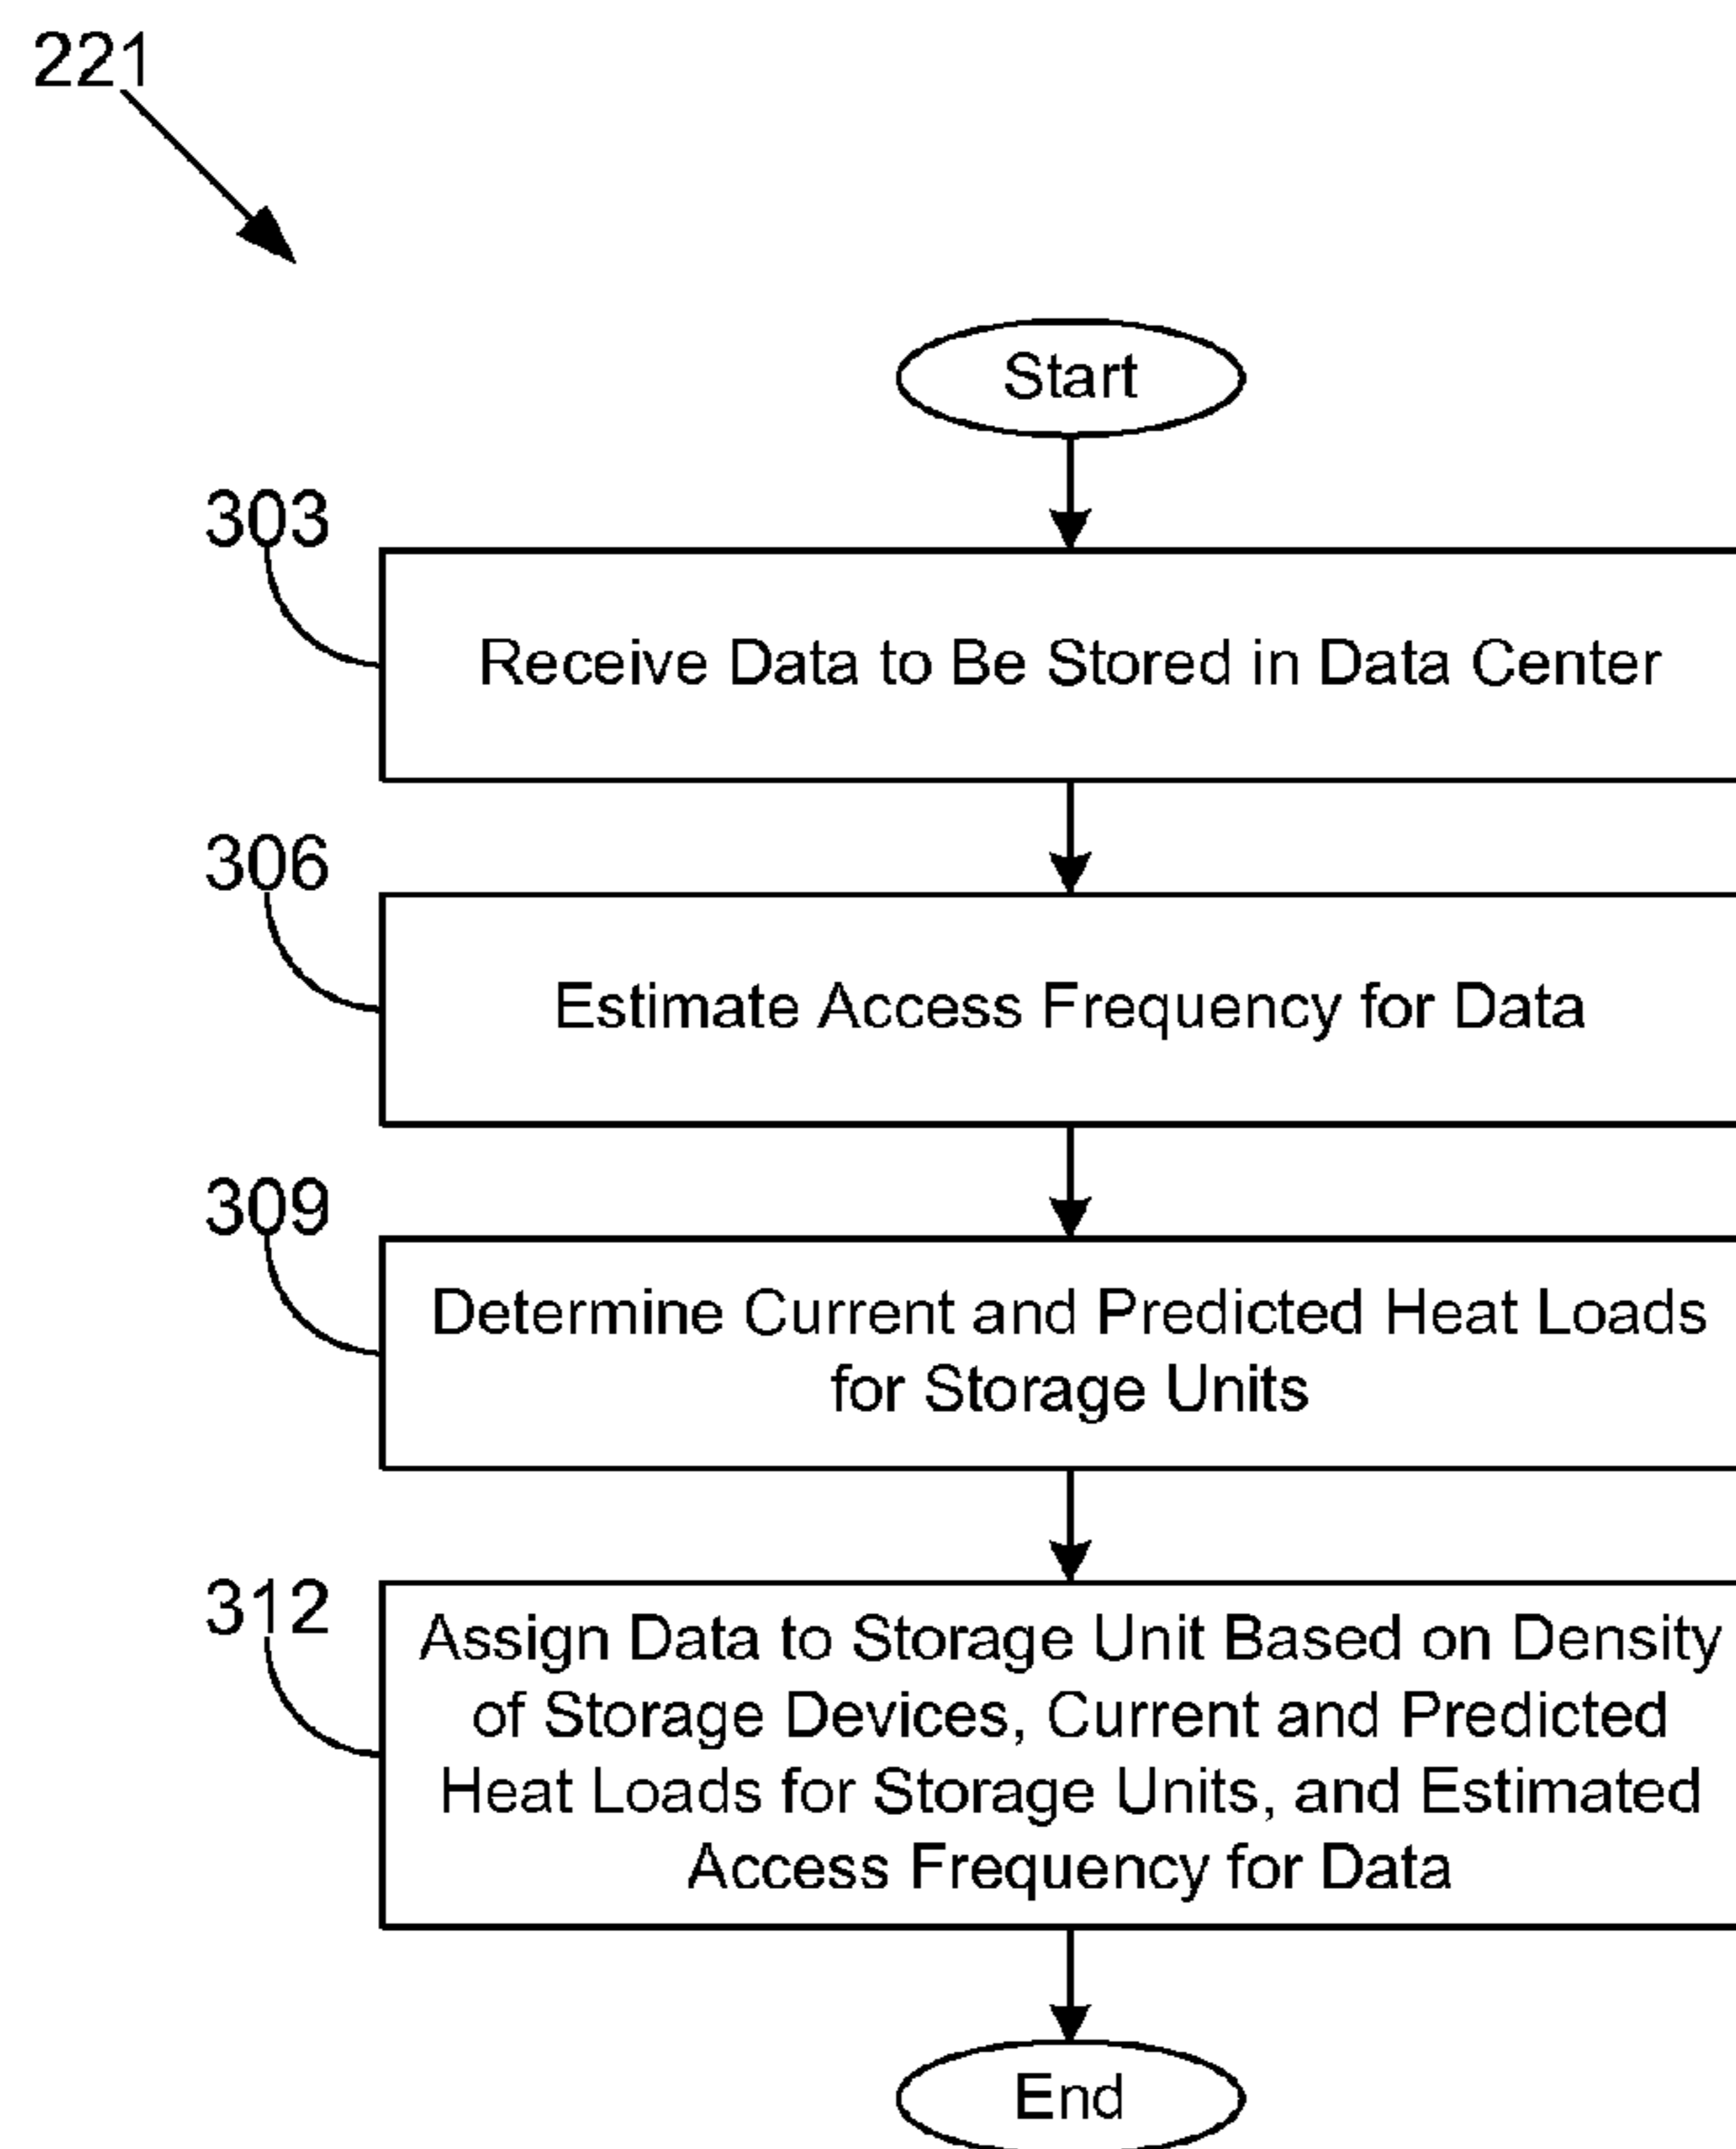 221
Start
303
Receive Data to Be Stored in Data Center
306
Estimate Access Frequency for Data
309
Determine Current and Predicted Heat Loads
for Storage Units
312
Assign Data to Storage Unit Based on Density
of Storage Devices, Current and Predicted
Heat Loads for Storage Units, and Estimated
Access Frequency for Data
End